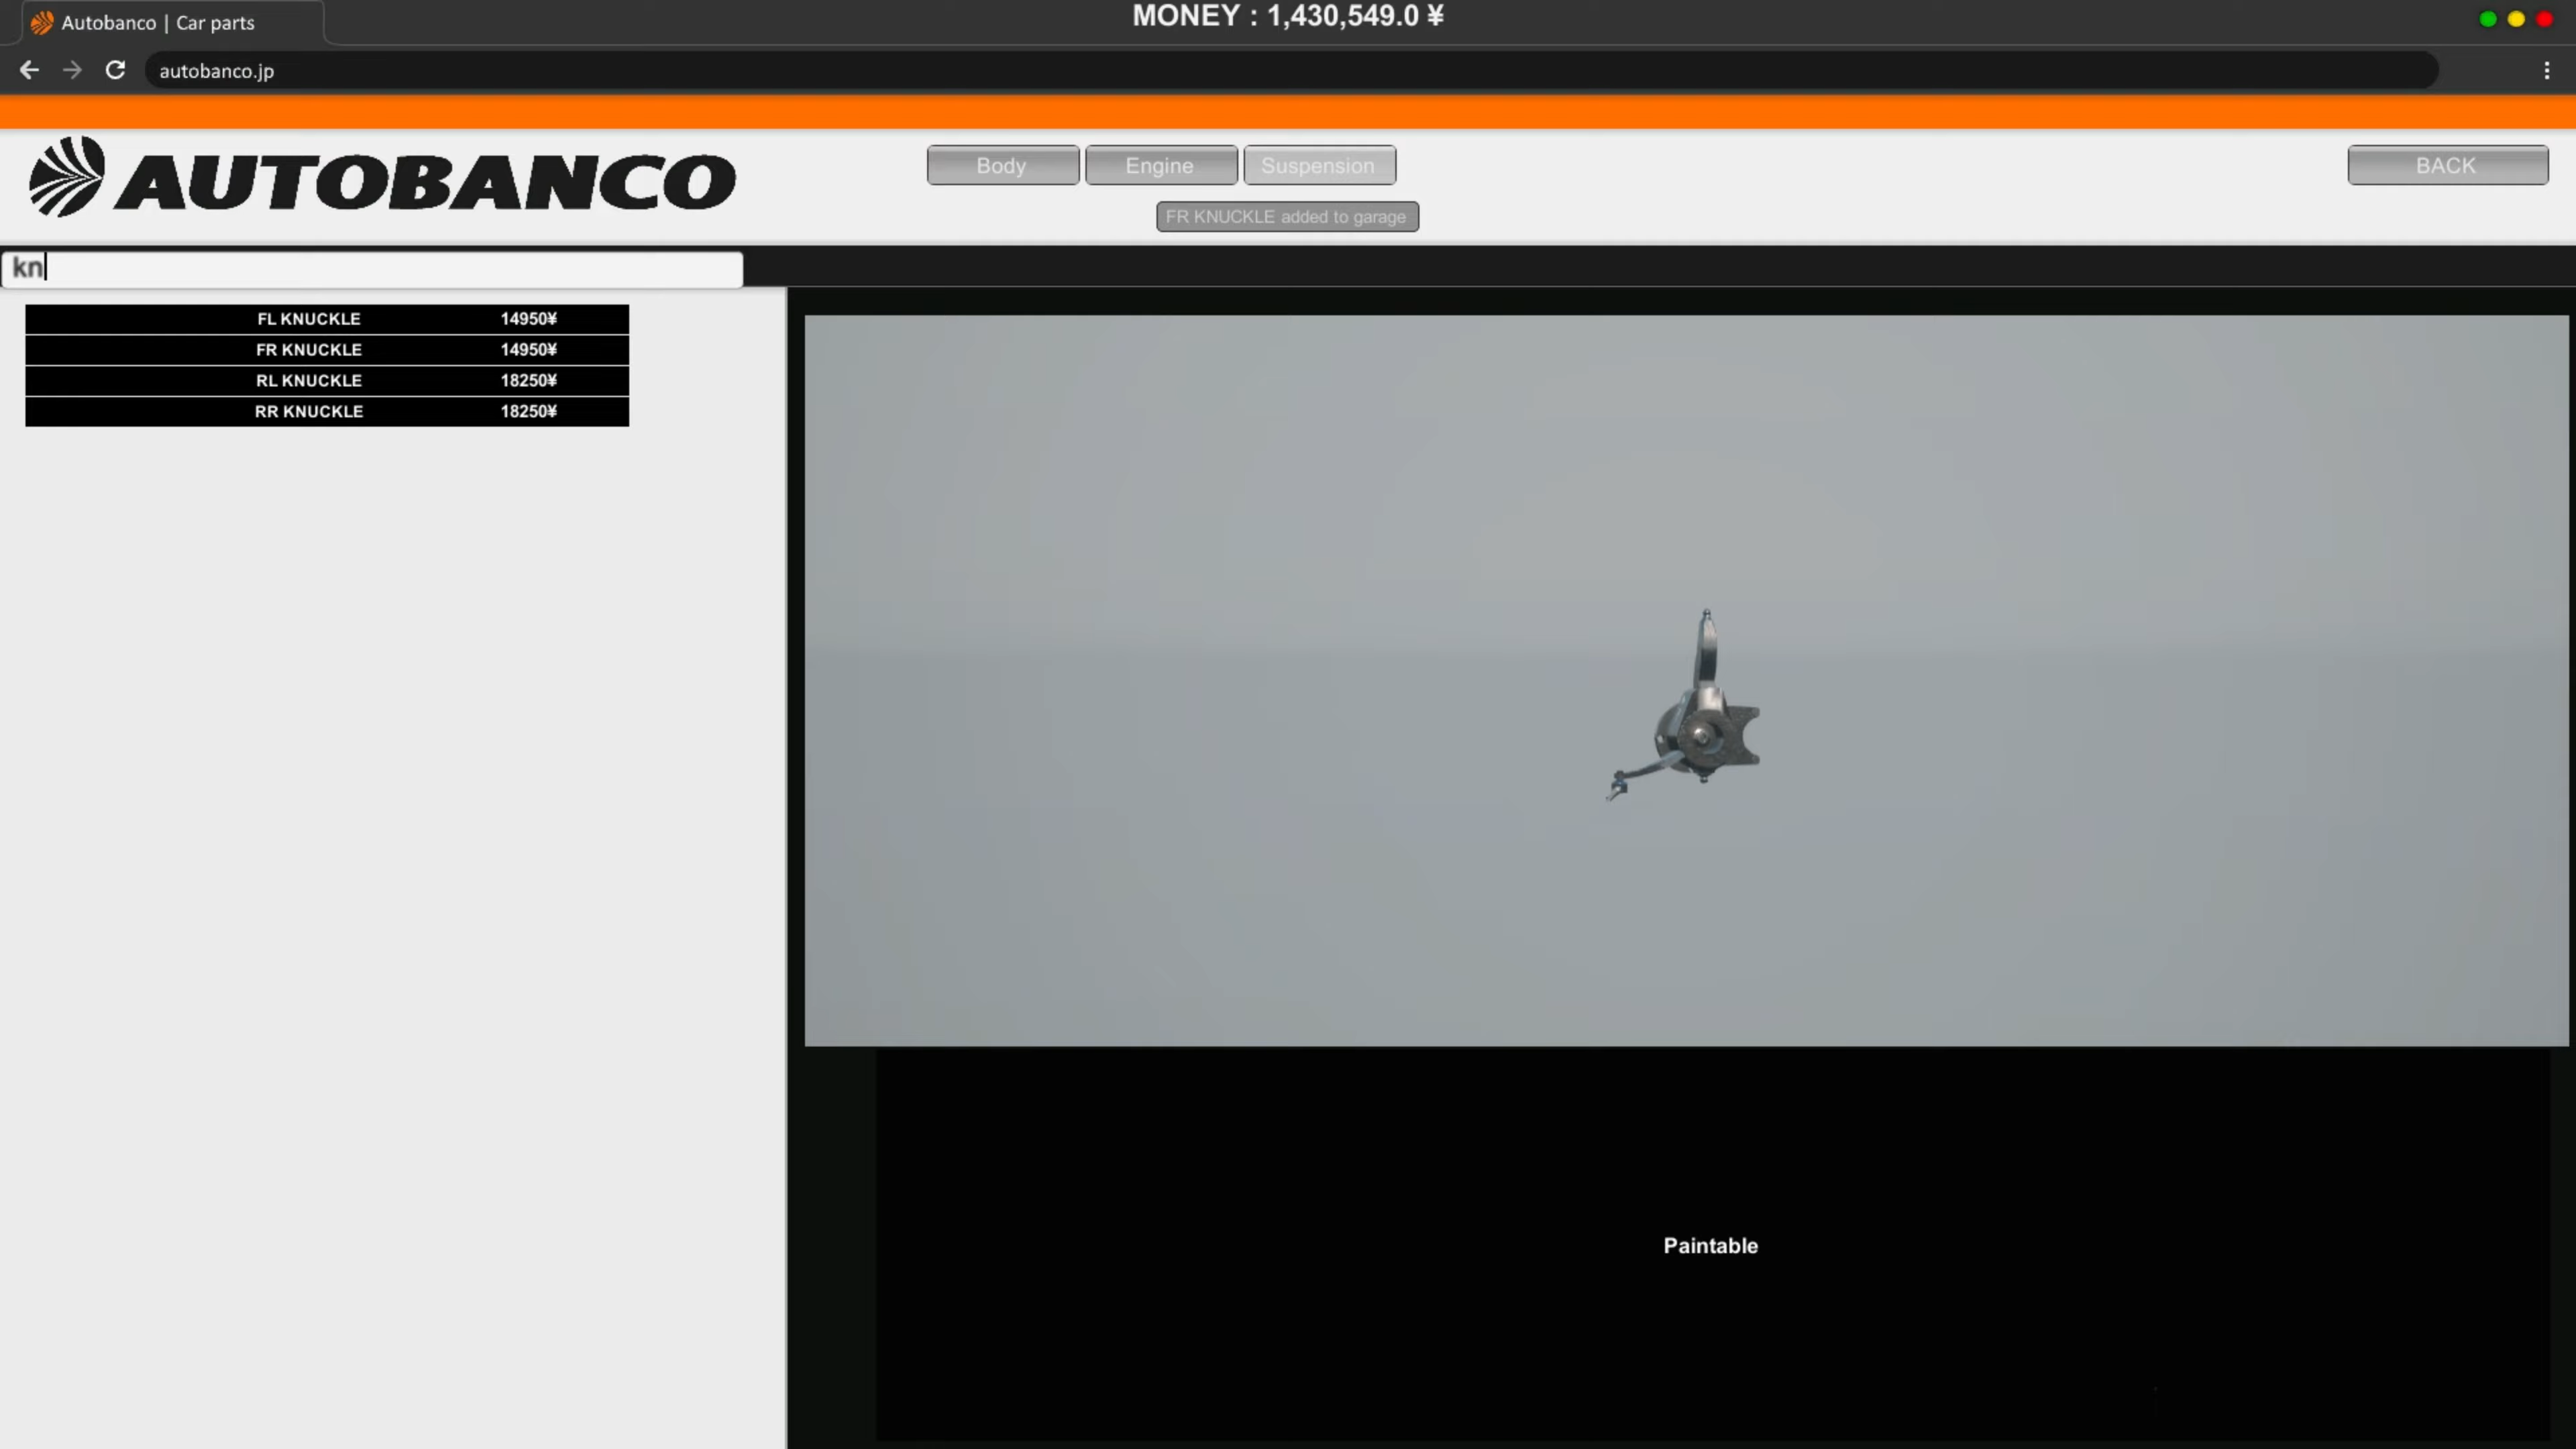 Autobanco | Car parts
MONEY : 1,430,549.0 ¥
autobanco.jp
AUTOBANCO
Body
Engine
Suspension
BACK
FR KNUCKLE added to garage
kn
FL KNUCKLE 14950¥
FR KNUCKLE 14950¥
RL KNUCKLE 18250¥
RR KNUCKLE 18250¥
Paintable